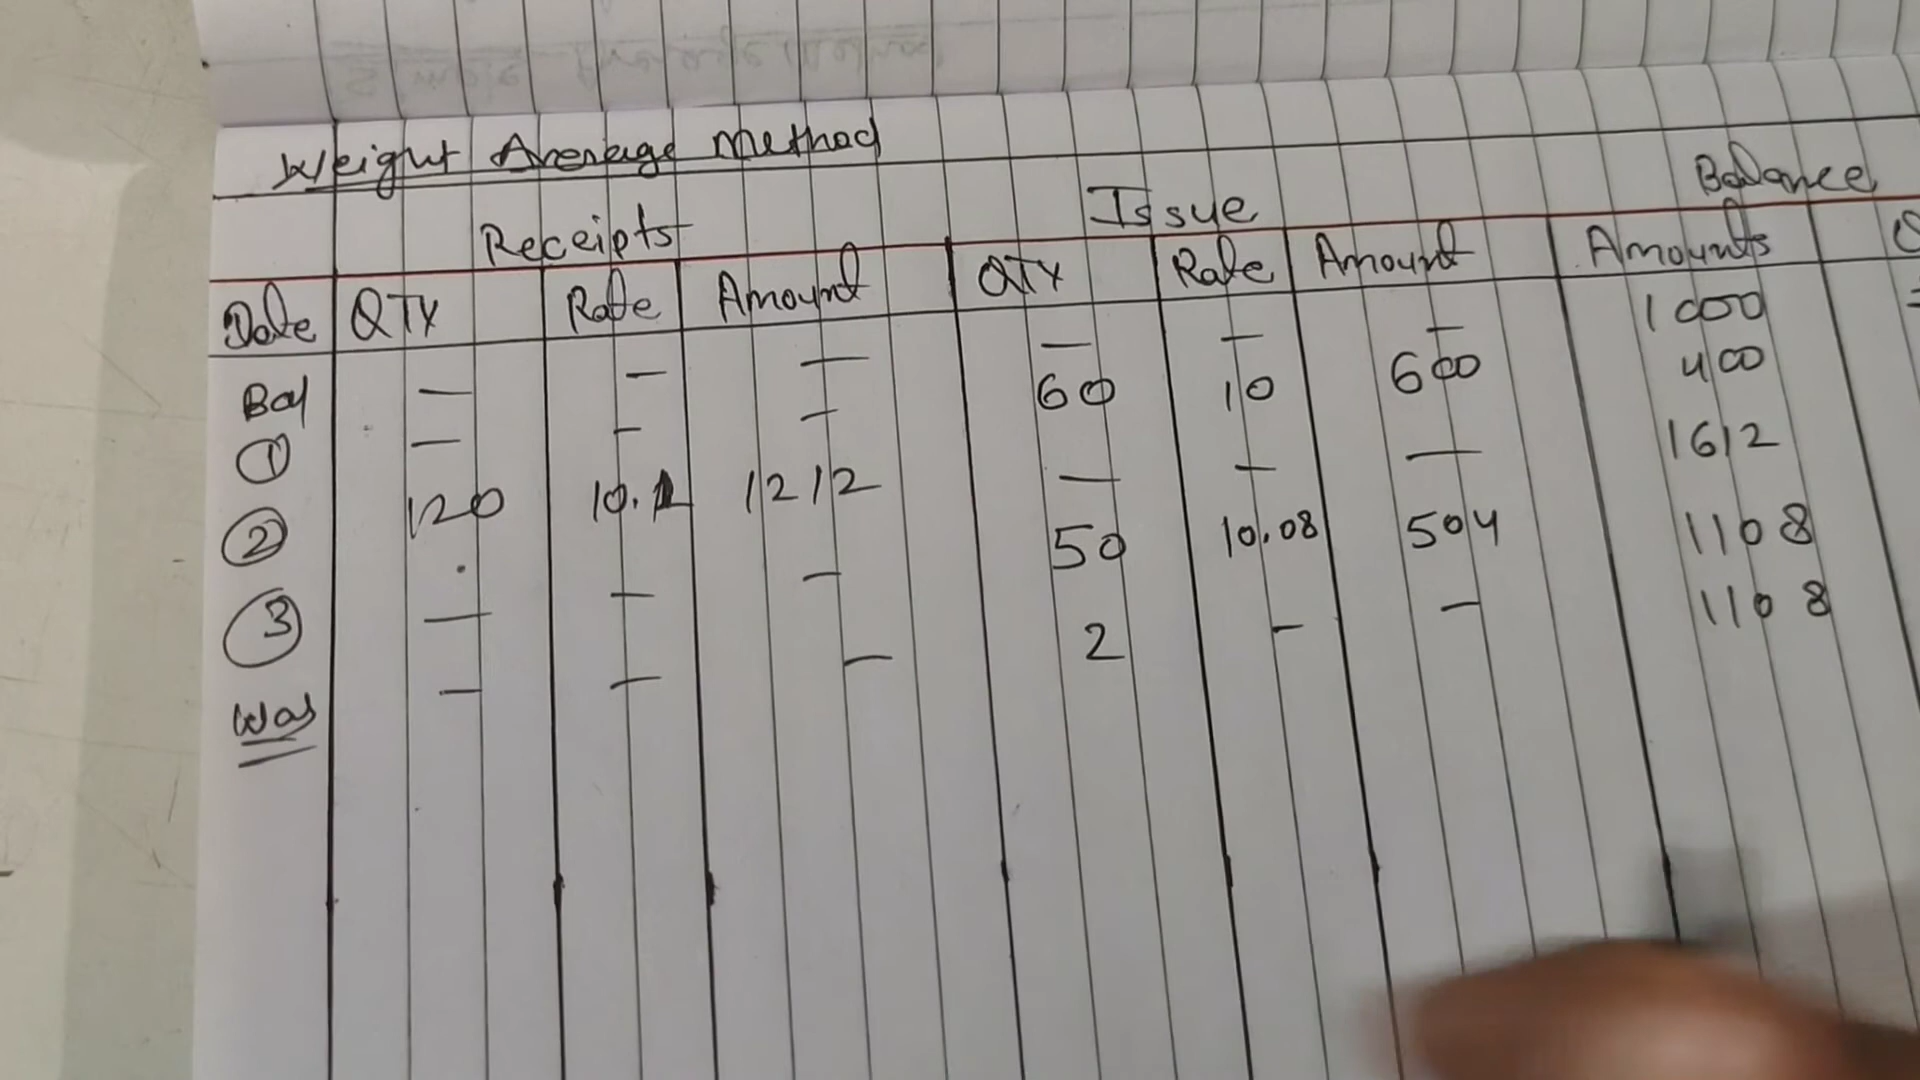 Weight Average Method
Receipts Issue Balance
Date QTY Rate Amount QTY Rate Amount Amounts
Bal — — — — — — 1000
① — — — 60 10 600 400
② 120 10.1 1212 — — — 1612
③ — — — 50 10.08 504 1108
Was — — — 2 — — 1108